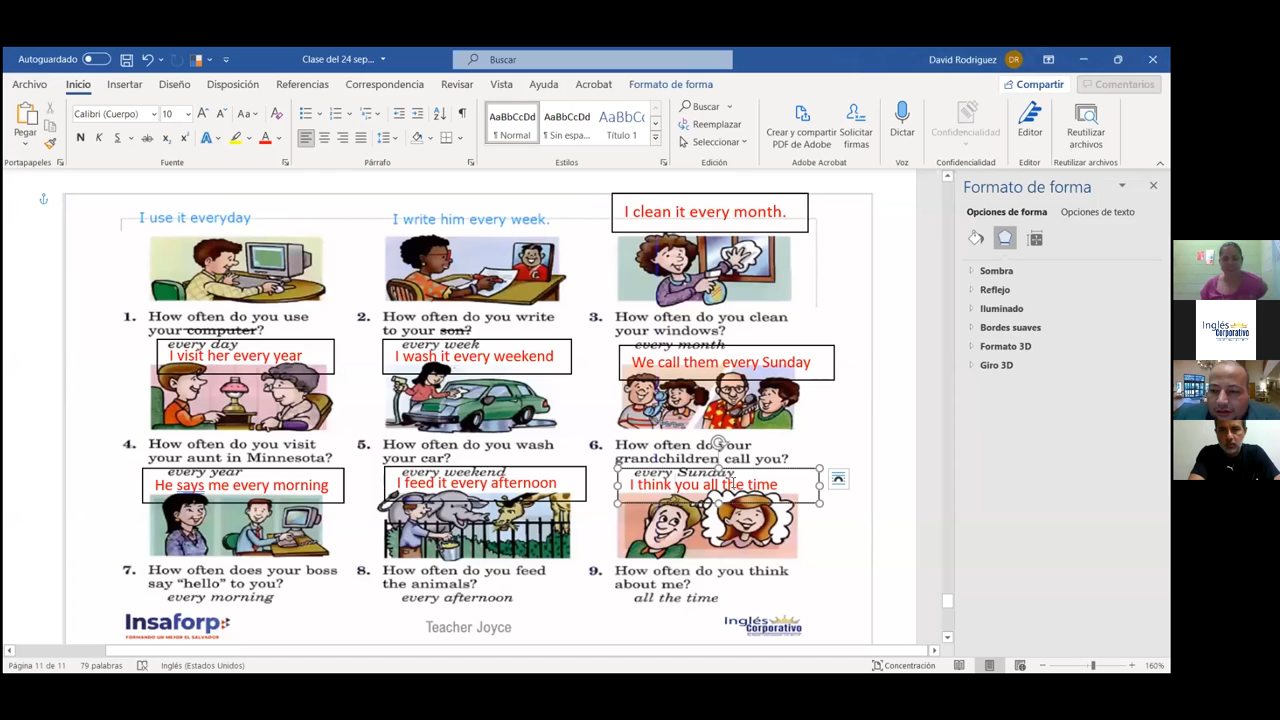 Autoguardado
Clase del 24 sep...
Buscar
David Rodriguez
DR
Archivo Inicio Insertar Diseño Disposición Referencias Correspondencia Revisar Vista Ayuda Acrobat Formato de forma
Compartir Comentarios
Pegar
Calibri (Cuerpo) 10
N K S ab
AaBbCcDd AaBbCcDd AaBbCc
¶ Normal ¶ Sin espa... Título 1
Buscar
Reemplazar
Seleccionar
Crear y compartir PDF de Adobe
Solicitar firmas
Dictar
Confidencialidad
Editor
Reutilizar archivos
Portapapeles Fuente Párrafo Estilos Edición Adobe Acrobat Voz Confidencialidad Editor Reutilizar archivos
Formato de forma
Opciones de forma Opciones de texto
Sombra
Reflejo
Iluminado
Bordes suaves
Formato 3D
Giro 3D
I use it everyday
I write him every week.
I clean it every month.
1. How often do you use
your computer?
every day
2. How often do you write
to your son?
every week
3. How often do you clean
your windows?
every month
I visit her every year
I wash it every weekend
We call them every Sunday
4. How often do you visit
your aunt in Minnesota?
every year
5. How often do you wash
your car?
every weekend
6. How often do your
grandchildren call you?
every Sunday
He says me every morning
I feed it every afternoon
I think you all the time
7. How often does your boss
say "hello" to you?
every morning
8. How often do you feed
the animals?
every afternoon
9. How often do you think
about me?
all the time
Insaforp
FORMANDO UN MEJOR EL SALVADOR
Teacher Joyce
Inglés
Corporativo
Página 11 de 11 79 palabras Inglés (Estados Unidos)
Concentración
160%
Inglés
Corporativo